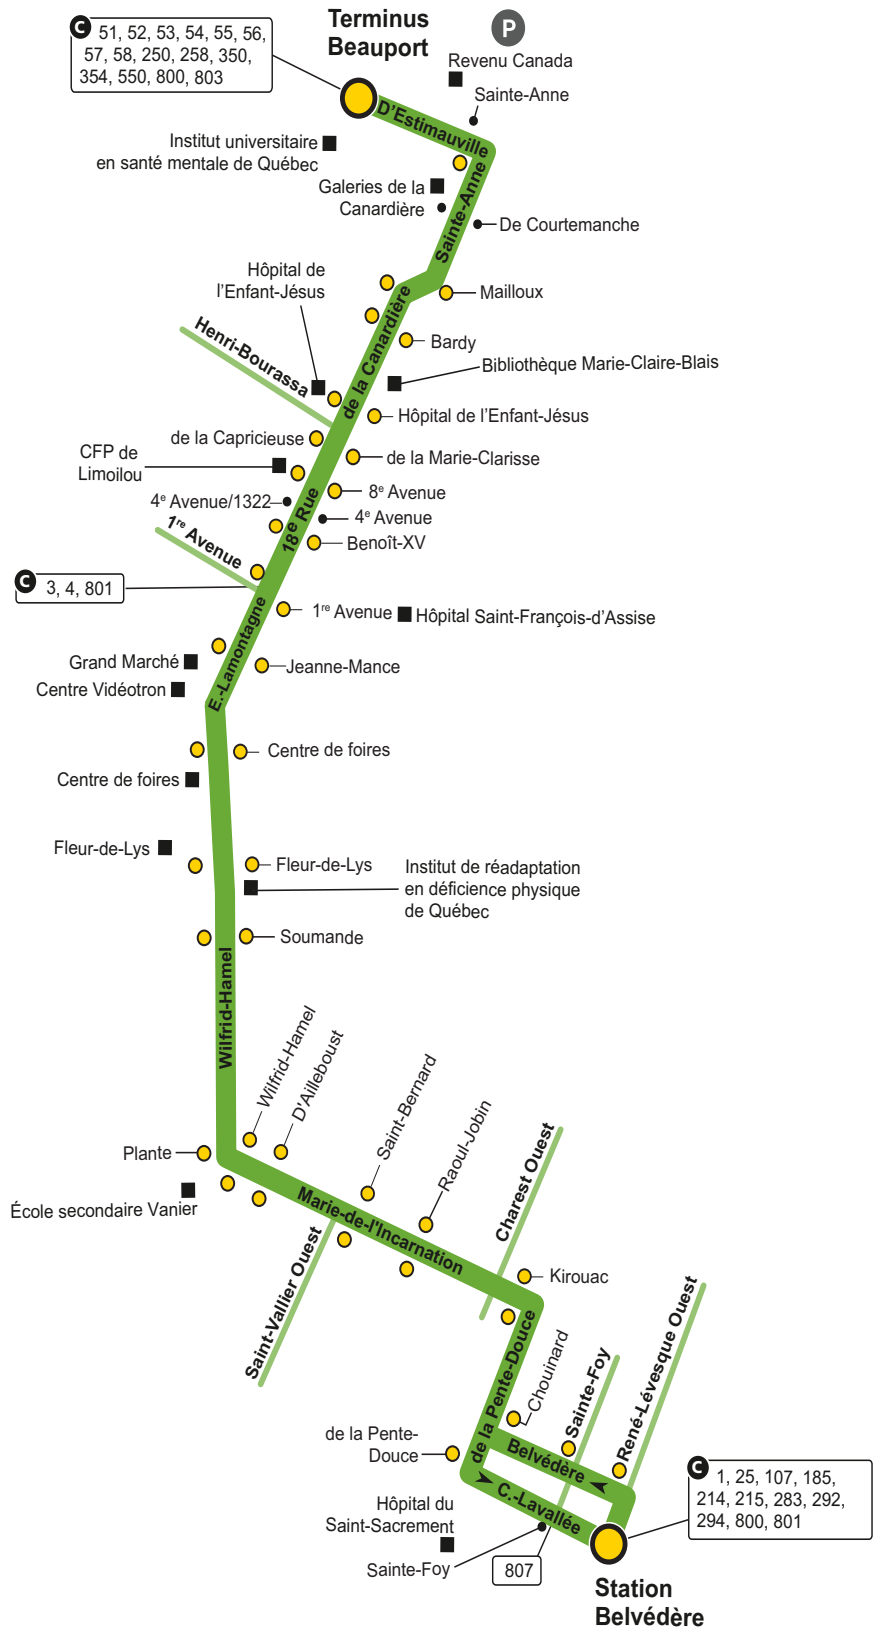 Terminus
Beauport
P
C 51, 52, 53, 54, 55, 56,
57, 58, 250, 258, 350,
354, 550, 800, 803
Revenu Canada
Sainte-Anne
D'Estimauville
Institut universitaire
en santé mentale de Québec
Galeries de la
Canardière
Sainte-Anne
De Courtemanche
Hôpital de
l'Enfant-Jésus
Mailloux
Henri-Bourassa
de la Canardière
Bardy
Bibliothèque Marie-Claire-Blais
Hôpital de l'Enfant-Jésus
de la Capricieuse
CFP de
Limoilou
de la Marie-Clarisse
8e Avenue
4e Avenue/1322
18e Rue
4e Avenue
1re Avenue
Benoît-XV
C 3, 4, 801
1re Avenue
Hôpital Saint-François-d'Assise
E.-Lamontagne
Grand Marché
Jeanne-Mance
Centre Vidéotron
Centre de foires
Centre de foires
Fleur-de-Lys
Fleur-de-Lys
Institut de réadaptation
en déficience physique
de Québec
Soumande
Wilfrid-Hamel
Wilfrid-Hamel
D'Ailleboust
Saint-Bernard
Raoul-Jobin
Plante
École secondaire Vanier
Marie-de-l'Incarnation
Charest Ouest
Saint-Vallier Ouest
Kirouac
de la Pente-Douce
Chouinard
Sainte-Foy
René-Lévesque Ouest
de la Pente-
Douce
Belvédère
C.-Lavallée
C 1, 25, 107, 185,
214, 215, 283, 292,
294, 800, 801
Hôpital du
Saint-Sacrement
Sainte-Foy
807
Station
Belvédère